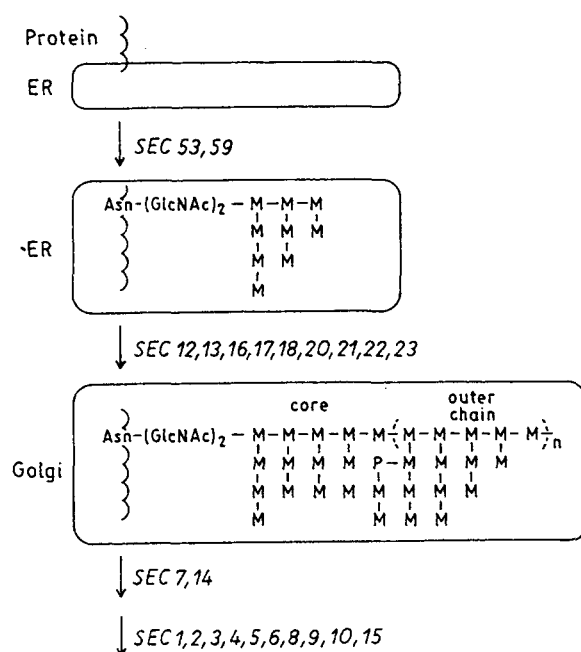 Protein
ER
SEC 53,59
Asn-(GlcNAc)2-M-M-M
M M M
ER
M M
M
SEC 12,13,16,17,18,20,21,22,23
core outer
chain
Asn-(GlcNAc)2-M-M-M-M-M(M-M-M-M-M)n
Golgi
M M M M P-M M M M
M M M M M M M M
M M M M
SEC 7,14
SEC 1,2,3,4,5,6,8,9,10,15